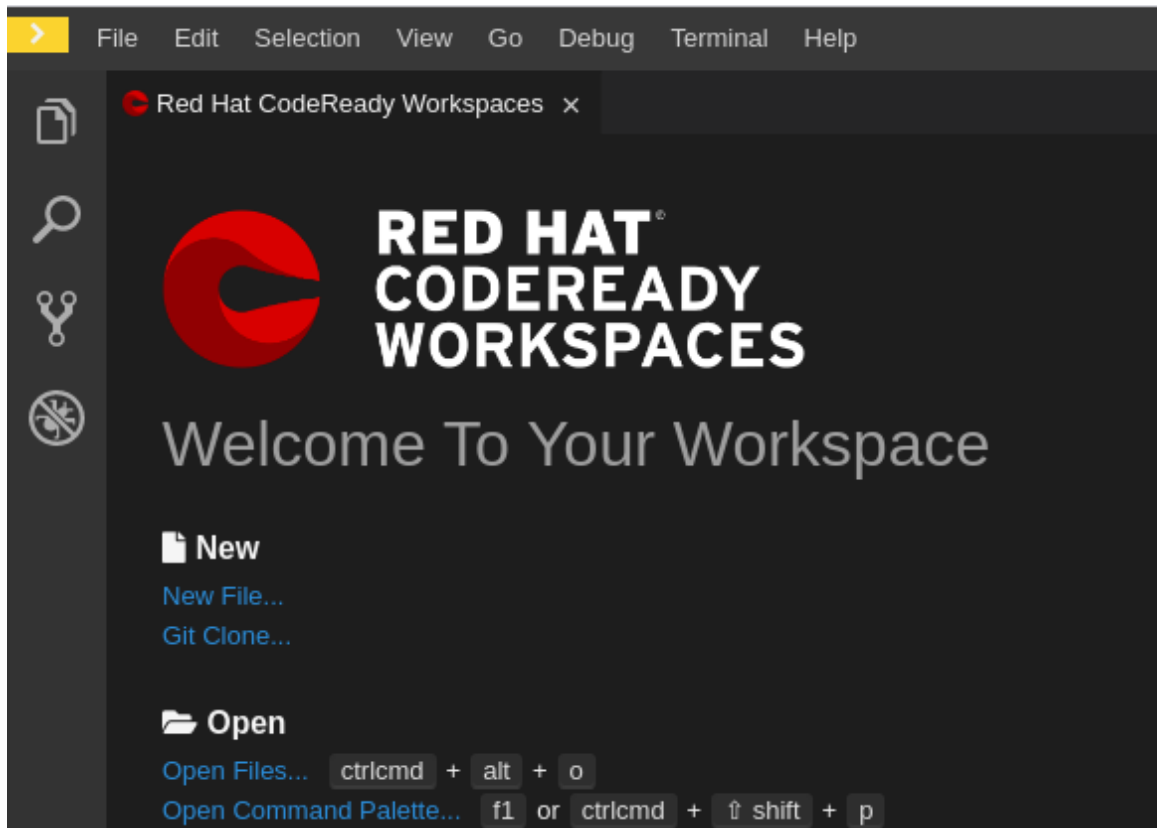 File Edit Selection View Go Debug Terminal Help
Red Hat CodeReady Workspaces ×
RED HAT
CODEREADY
WORKSPACES
Welcome To Your Workspace
New
New File...
Git Clone...
Open
Open Files... ctrlcmd + alt + o
Open Command Palette... f1 or ctrlcmd + ⇧ shift + p